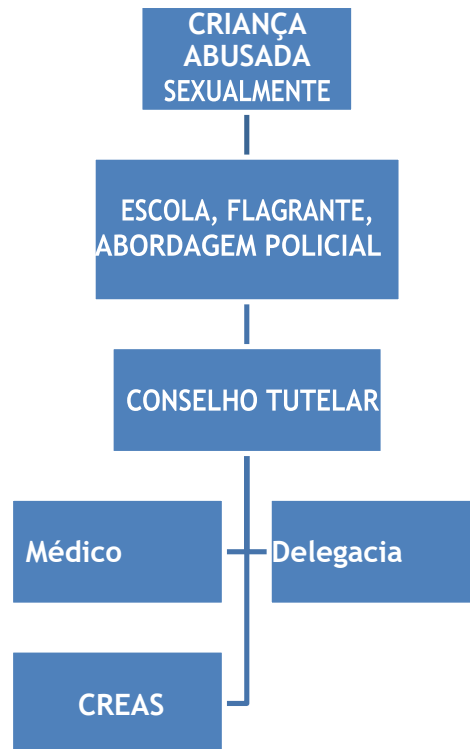 CRIANÇA
ABUSADA
SEXUALMENTE
ESCOLA, FLAGRANTE,
ABORDAGEM POLICIAL
CONSELHO TUTELAR
Médico
Delegacia
CREAS